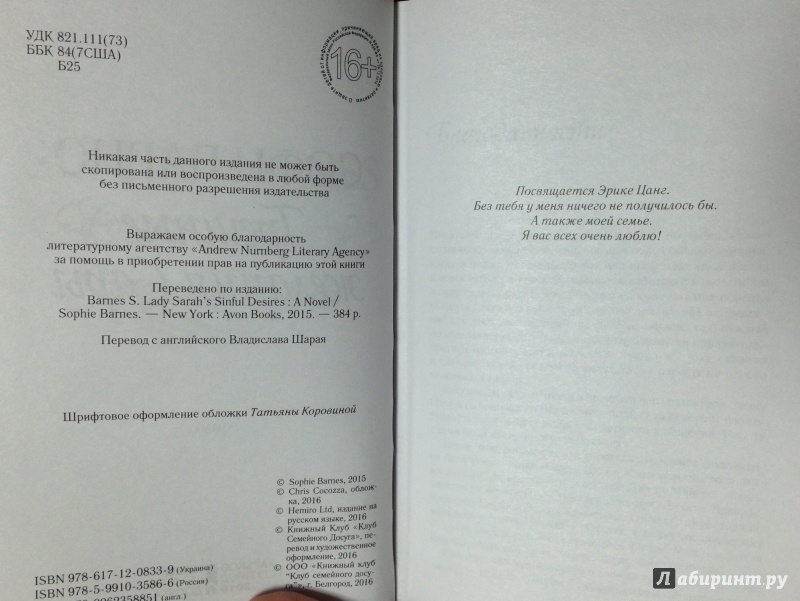 УДК 821.111(73)
ББК 84(7США)
Б25
16+
Никакая часть данного издания не может быть
скопирована или воспроизведена в любой форме
без письменного разрешения издательства
Выражаем особую благодарность
литературному агентству «Andrew Nurnberg Literary Agency»
за помощь в приобретении прав на публикацию этой книги
Переведено по изданию:
Barnes S. Lady Sarah’s Sinful Desires : A Novel /
Sophie Barnes. — New York : Avon Books, 2015. — 384 p.
Перевод с английского Владислава Шарая
Шрифтовое оформление обложки Татьяны Коровиной
© Sophie Barnes, 2015
© Chris Cocozza, облож-
ка, 2016
© Hemiro Ltd, издание на
русском языке, 2016
© Книжный Клуб «Клуб
Семейного Досуга», пе-
ревод и художественное
оформление, 2016
© ООО «Книжный клуб
"Клуб семейного досу-
га"», г. Белгород, 2016
ISBN 978-617-12-0833-9 (Украина)
ISBN 978-5-9910-3586-6 (Россия)
0062358851 (англ.)
Посвящается Эрике Цанг.
Без тебя у меня ничего не получилось бы.
А также моей семье.
Я вас всех очень люблю!
Лабиринт.ру